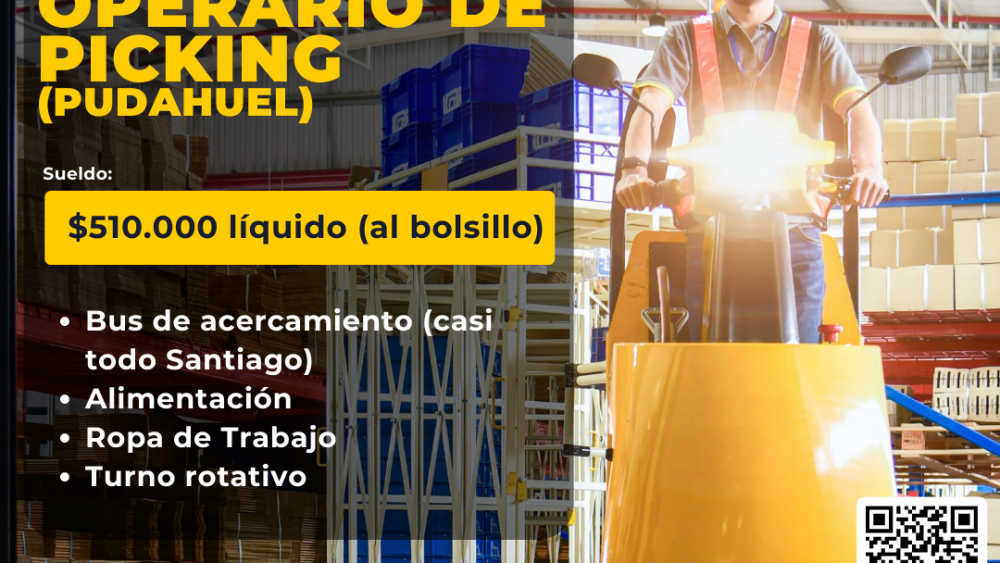 OPERARIO DE
PICKING
(PUDAHUEL)
Sueldo:
$510.000 líquido (al bolsillo)
• Bus de acercamiento (casi
todo Santiago)
• Alimentación
• Ropa de Trabajo
• Turno rotativo